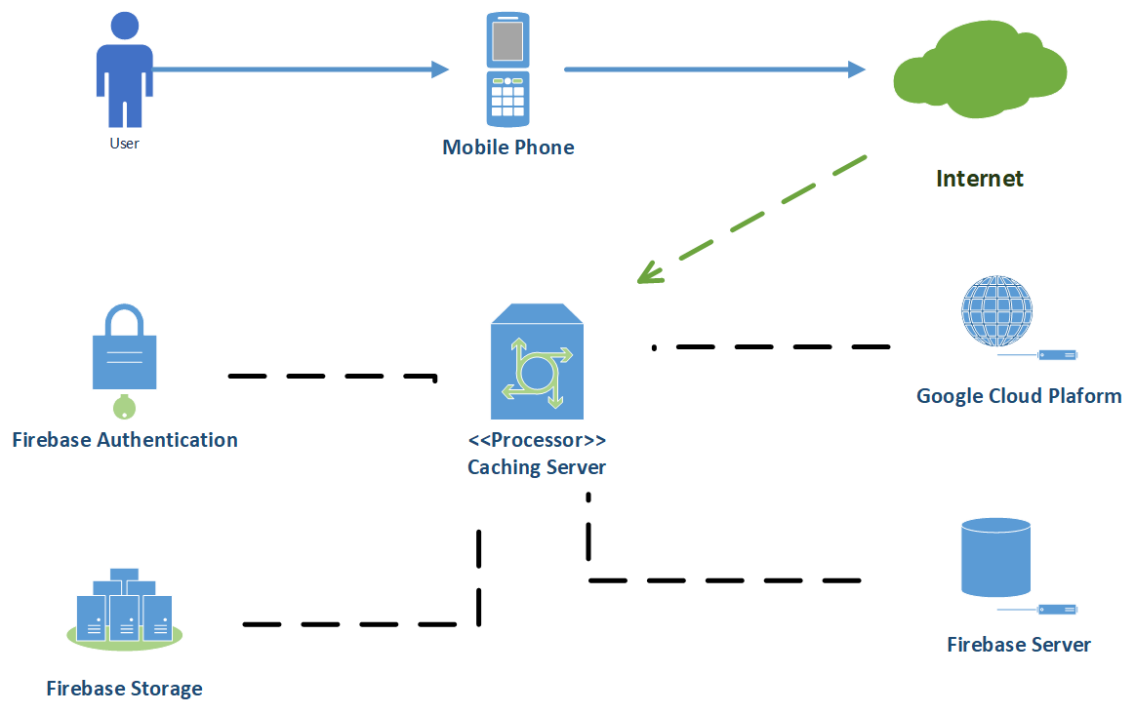 User
Mobile Phone
Internet
Google Cloud Plaform
Firebase Authentication
<<Processor>>
Caching Server
Firebase Server
Firebase Storage